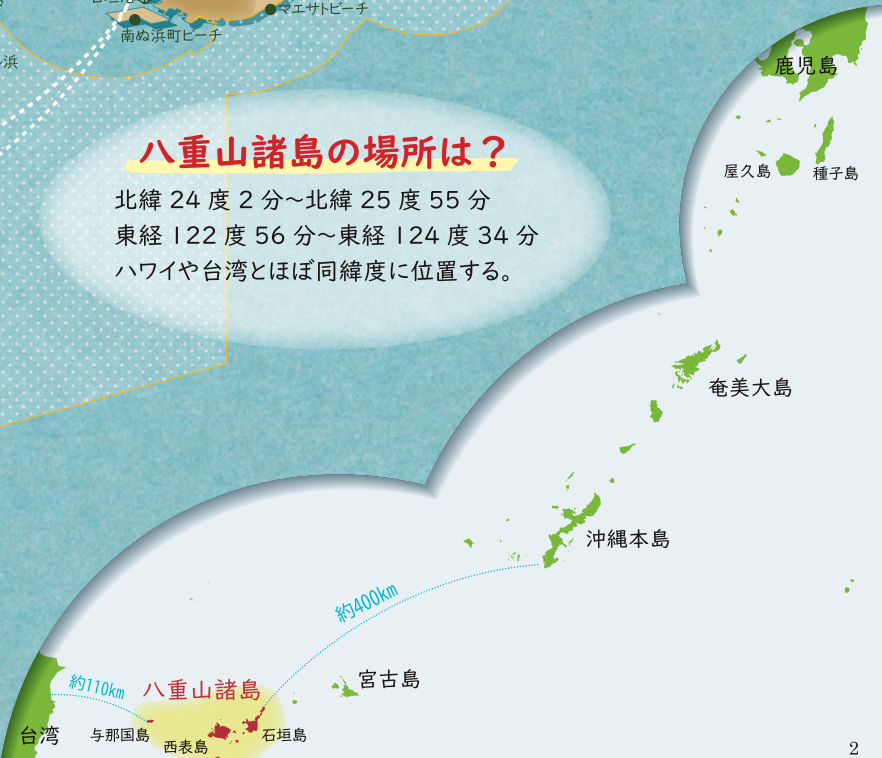 マエサトビーチ
南ぬ浜町ビーチ
浜
八重山諸島の場所は？
北緯 24 度 2 分～北緯 25 度 55 分
東経 122 度 56 分～東経 124 度 34 分
ハワイや台湾とほぼ同緯度に位置する。
鹿児島
屋久島
種子島
奄美大島
沖縄本島
約400km
宮古島
約110km
八重山諸島
台湾
与那国島
西表島
石垣島
2